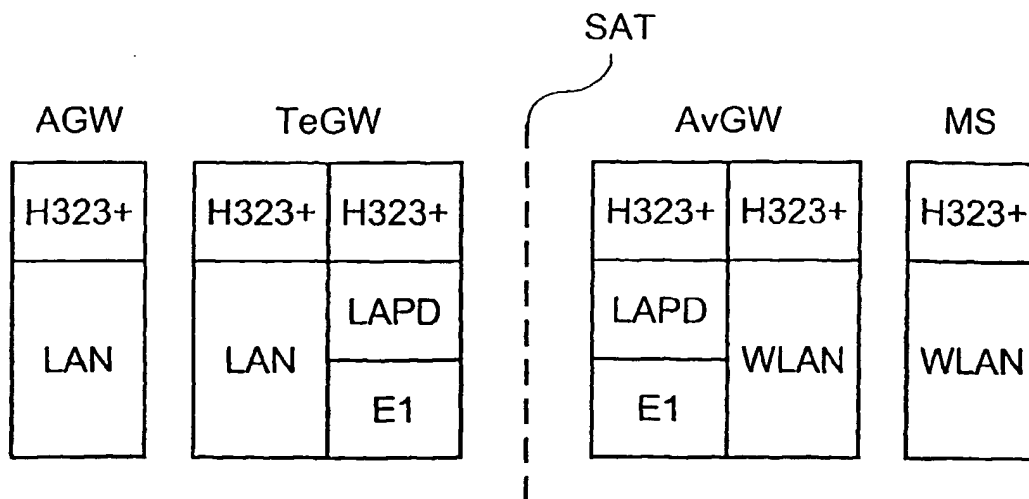 SAT
AGW TeGW AvGW MS
H323+ H323+ H323+ H323+ H323+ H323+
LAPD LAPD
LAN LAN WLAN WLAN
E1 E1